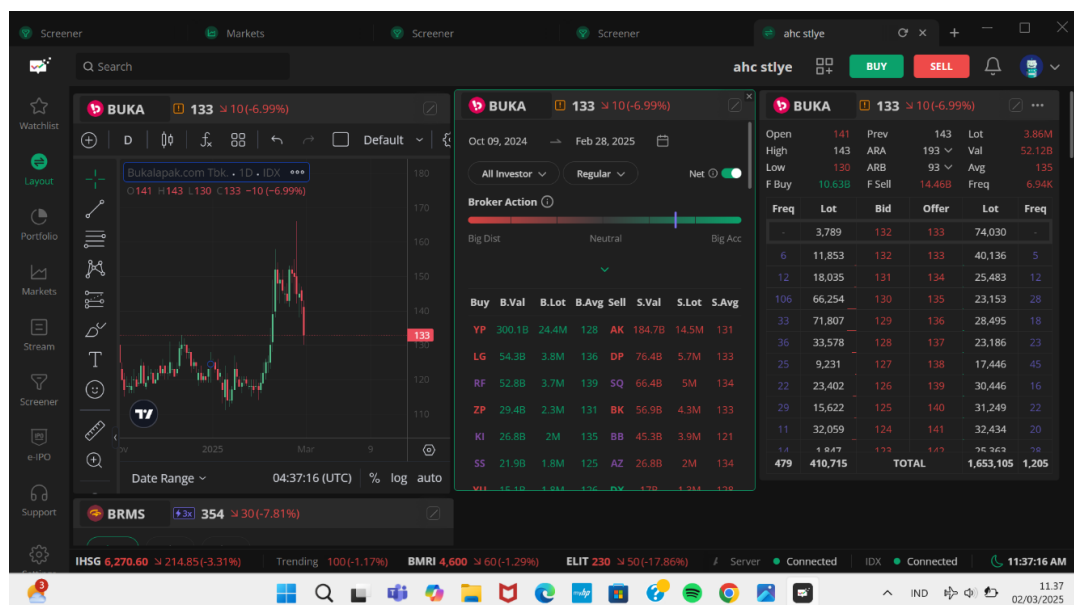 Screener
Markets
Screener
Screener
ahc stlye
Search
ahc stlye
BUY
SELL
Watchlist
Layout
Portfolio
Markets
Stream
Screener
e-IPO
Support
BUKA 133 10(-6.99%)
D
Default
Bukalapak.com Tbk. · 1D · IDX
O141 H143 L130 C133 −10 (−6.99%)
180
170
160
150
140
133
130
120
110
2025
Mar
9
Date Range
04:37:16 (UTC) % log auto
BRMS 3x 354 30(-7.81%)
BUKA 133 10(-6.99%)
Oct 09, 2024 Feb 28, 2025
All Investor Regular Net
Broker Action
Big Dist Neutral Big Acc
Buy B.Val B.Lot B.Avg Sell S.Val S.Lot S.Avg
YP 300.1B 24.4M 128 AK 184.7B 14.5M 131
LG 54.3B 3.8M 136 DP 76.4B 5.7M 133
RF 52.8B 3.7M 139 SQ 66.4B 5M 134
ZP 29.4B 2.3M 131 BK 56.9B 4.3M 133
KI 26.8B 2M 135 BB 45.3B 3.9M 121
SS 21.9B 1.8M 125 AZ 26.8B 2M 134
BUKA 133 10(-6.99%)
Open 141 Prev 143 Lot 3.86M
High 143 ARA 193 Val 52.12B
Low 130 ARB 93 Avg 135
F Buy 10.63B F Sell 14.46B Freq 6.94K
Freq Lot Bid Offer Lot Freq
- 3,789 132 133 74,030 -
6 11,853 132 133 40,136 5
12 18,035 131 134 25,483 12
106 66,254 130 135 23,153 28
33 71,807 129 136 28,495 18
36 33,578 128 137 23,186 23
25 9,231 127 138 17,446 45
22 23,402 126 139 30,446 16
29 15,622 125 140 31,249 22
11 32,059 124 141 32,434 20
14 1,847 123 142 25,363 28
479 410,715 TOTAL 1,653,105 1,205
IHSG 6,270.60 214.85(-3.31%) Trending 100(-1.17%) BMRI 4,600 60(-1.29%) ELIT 230 50(-17.86%) Server Connected IDX Connected 11:37:16 AM
IND
11.37
02/03/2025